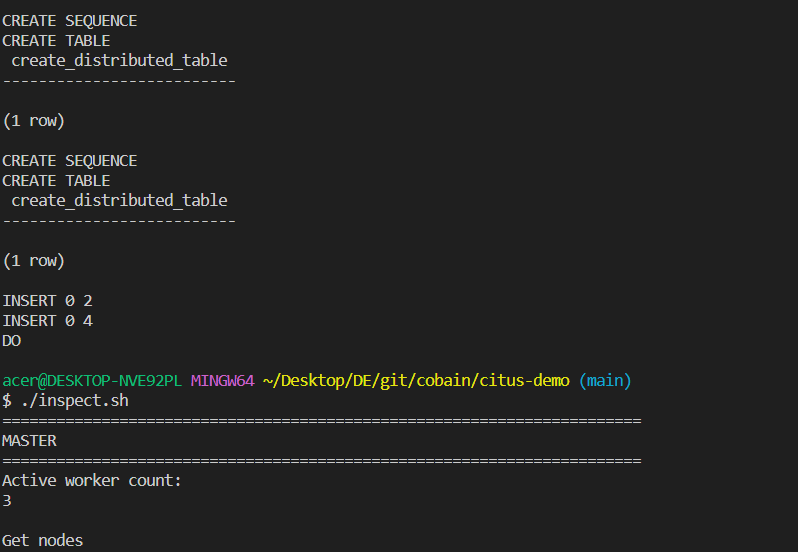 CREATE SEQUENCE
CREATE TABLE
 create_distributed_table
--------------------------
(1 row)
CREATE SEQUENCE
CREATE TABLE
 create_distributed_table
--------------------------
(1 row)
INSERT 0 2
INSERT 0 4
DO
acer@DESKTOP-NVE92PL MINGW64 ~/Desktop/DE/git/cobain/citus-demo (main)
$ ./inspect.sh
=======================================================================
MASTER
=======================================================================
Active worker count:
3
Get nodes